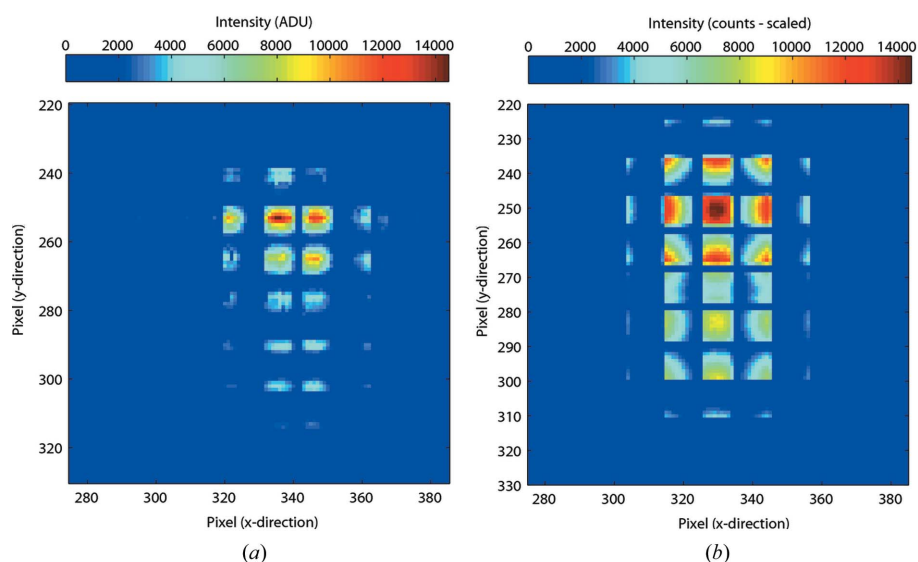 Intensity (ADU)
0 2000 4000 6000 8000 10000 12000 14000
220
240
260
280
300
320
Pixel (y-direction)
280 300 320 340 360 380
Pixel (x-direction)
(a)
Intensity (counts - scaled)
0 2000 4000 6000 8000 10000 12000 14000
220
230
240
250
260
270
280
290
300
310
320
330
Pixel (y-direction)
280 300 320 340 360 380
Pixel (x-direction)
(b)